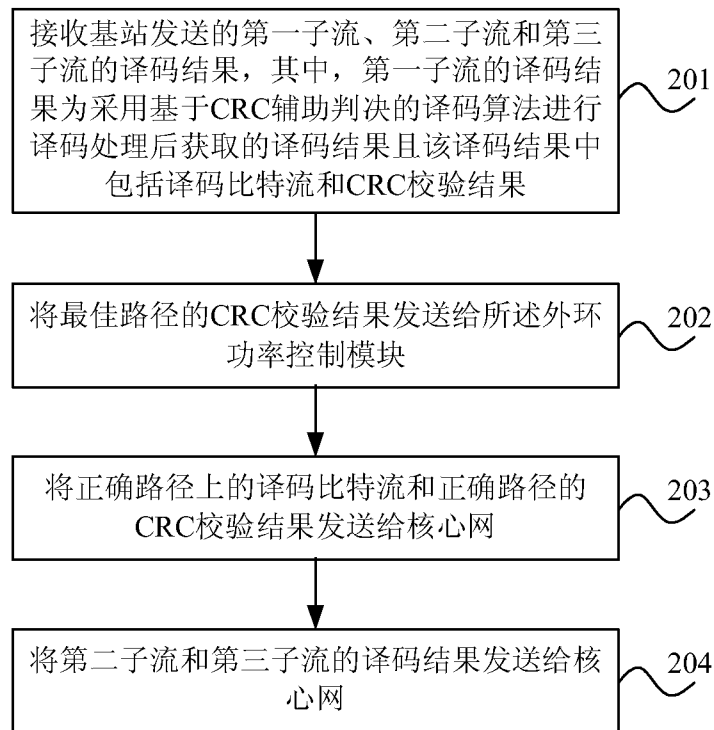 接收基站发送的第一子流、第二子流和第三
子流的译码结果，其中，第一子流的译码结
果为采用基于CRC辅助判决的译码算法进行
译码处理后获取的译码结果且该译码结果中
包括译码比特流和CRC校验结果
201
将最佳路径的CRC校验结果发送给所述外环
功率控制模块
202
将正确路径上的译码比特流和正确路径的
CRC校验结果发送给核心网
203
将第二子流和第三子流的译码结果发送给核
心网
204